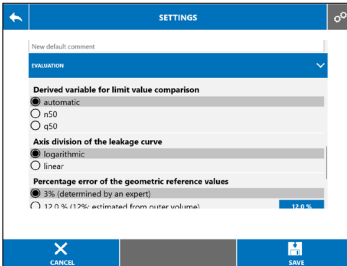 SETTINGS
New default comment
EVALUATION
Derived variable for limit value comparison
automatic
n50
q50
Axis division of the leakage curve
logarithmic
linear
Percentage error of the geometric reference values
3% (determined by an expert)
12.0 % (12%: estimated from outer volume)
12.0 %
CANCEL
SAVE